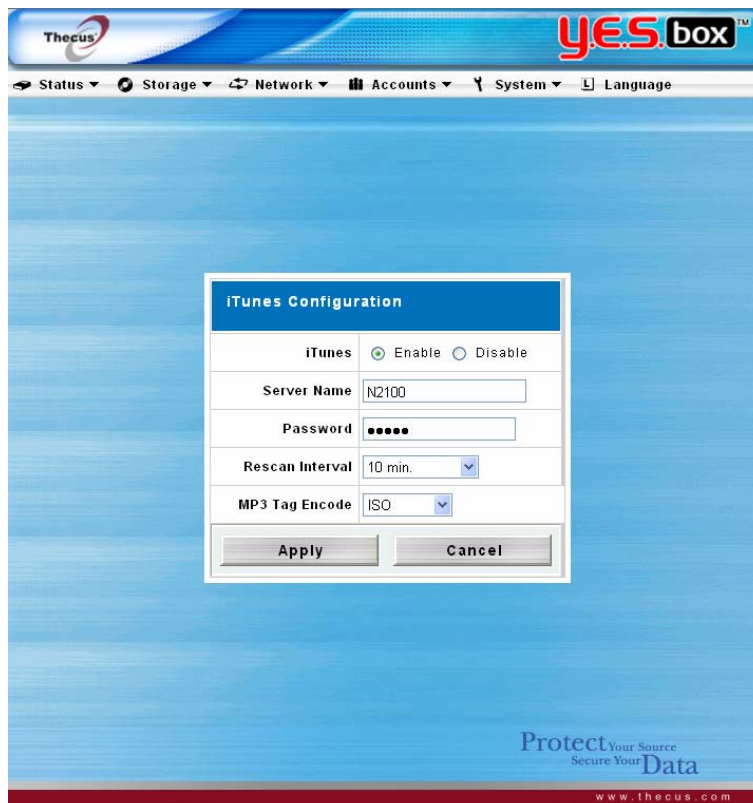 Thecus
Y.E.S.box™
Status Storage Network Accounts System L Language
iTunes Configuration
iTunes Enable Disable
Server Name N2100
Password •••••
Rescan Interval 10 min.
MP3 Tag Encode ISO
Apply Cancel
Protect Your Source
Secure Your Data
www.thecus.com